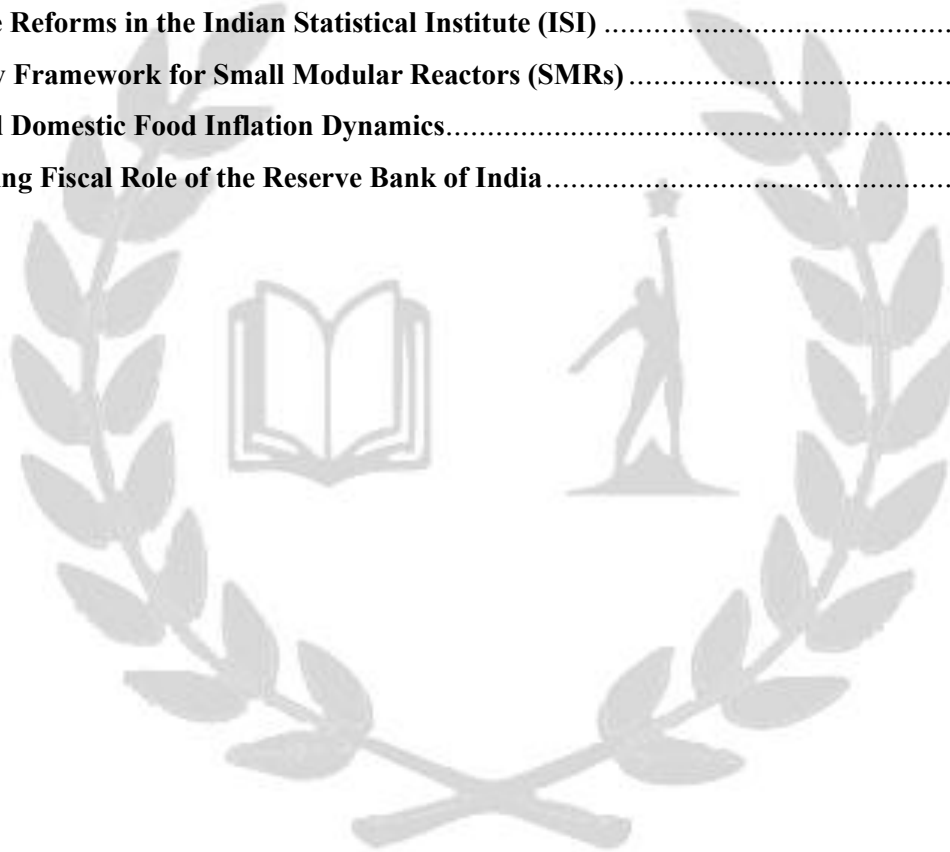 e Reforms in the Indian Statistical Institute (ISI) ....................................
y Framework for Small Modular Reactors (SMRs) ..................................
l Domestic Food Inflation Dynamics.......................................................
ng Fiscal Role of the Reserve Bank of India ...........................................